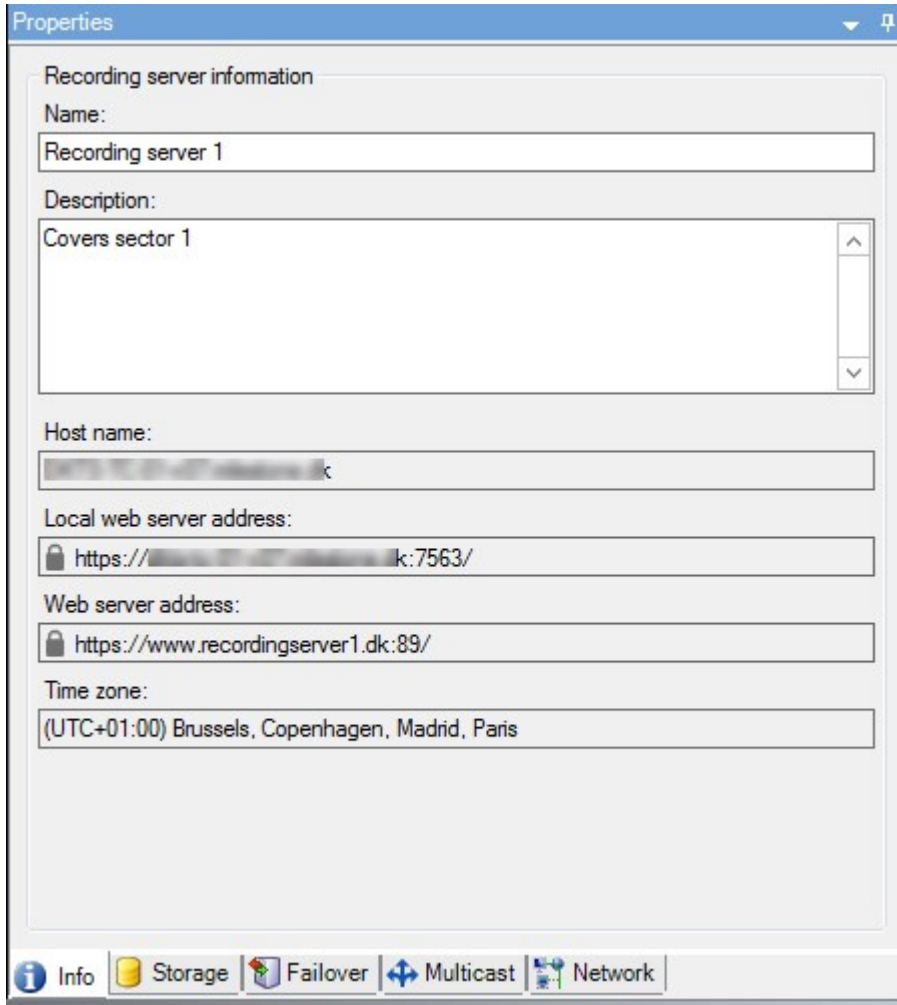 Properties
Recording server information
Name:
Recording server 1
Description:
Covers sector 1
Host name:
Local web server address:
https:// k:7563/
Web server address:
https://www.recordingserver1.dk:89/
Time zone:
(UTC+01:00) Brussels, Copenhagen, Madrid, Paris
Info Storage Failover Multicast Network